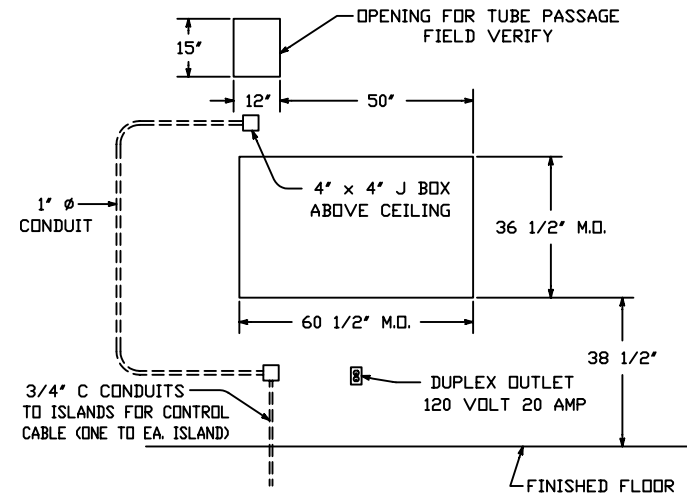 OPENING FOR TUBE PASSAGE
FIELD VERIFY
15"
12"
50"
4" x 4" J BOX
ABOVE CEILING
1" Ø
CONDUIT
36 1/2" M.O.
60 1/2" M.O.
38 1/2"
3/4" C CONDUITS
TO ISLANDS FOR CONTROL
CABLE (ONE TO EA. ISLAND)
DUPLEX OUTLET
120 VOLT 20 AMP
FINISHED FLOOR